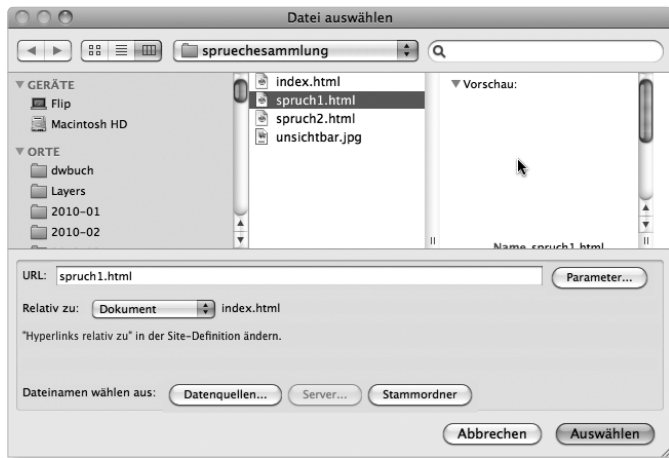 Datei auswählen
spruechesammlung
GERÄTE
Flip
Macintosh HD
ORTE
dwbuch
Layers
2010-01
2010-02
index.html
spruch1.html
spruch2.html
unsichtbar.jpg
Vorschau:
Name spruch1.html
URL: spruch1.html Parameter...
Relativ zu: Dokument index.html
"Hyperlinks relativ zu" in der Site-Definition ändern.
Dateinamen wählen aus: Datenquellen... Server... Stammordner
Abbrechen Auswählen